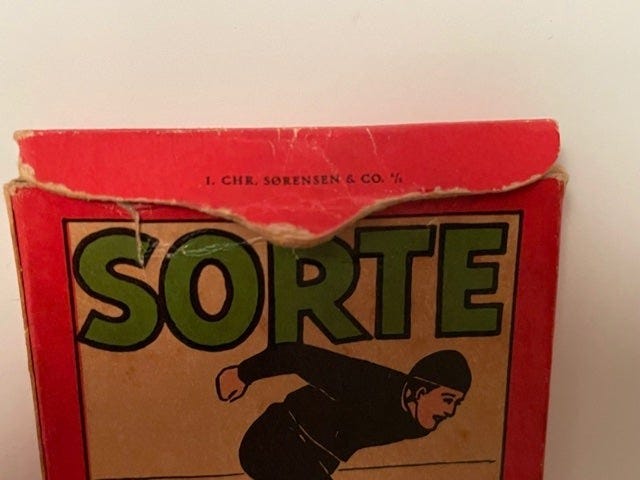 I. CHR. SØRENSEN & CO. A/S
SORTE